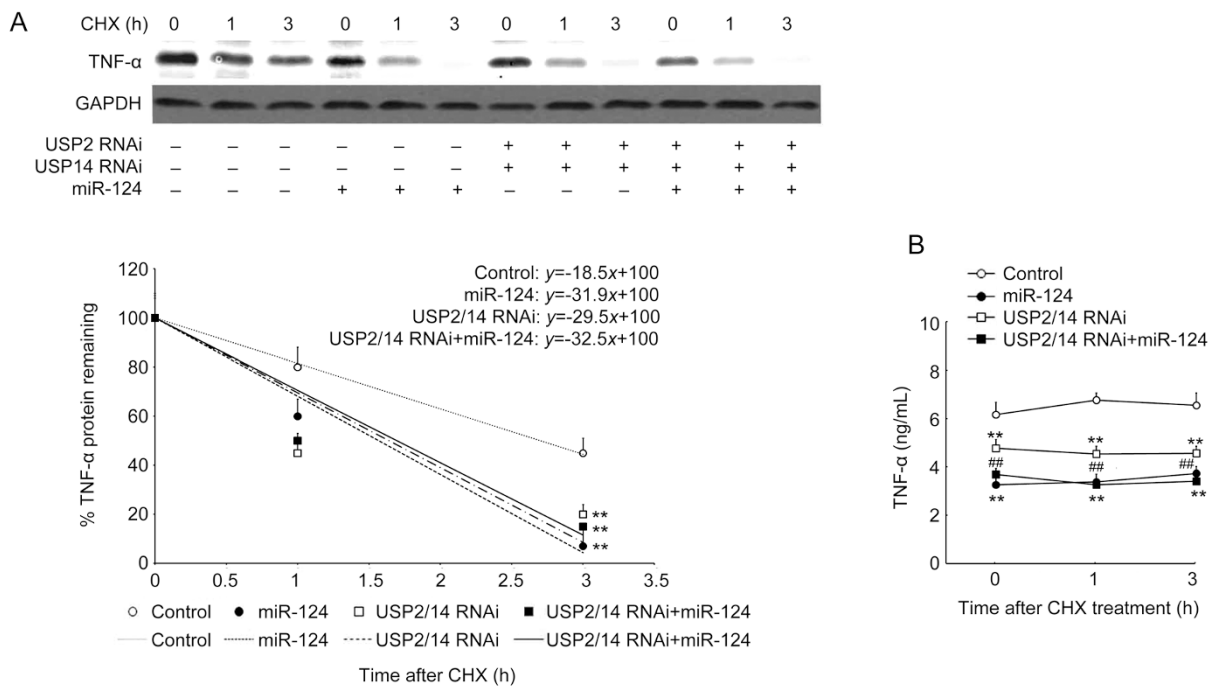 A
CHX (h) 0 1 3 0 1 3 0 1 3 0 1 3
TNF-α
GAPDH
USP2 RNAi – – – – – – + + + + + +
USP14 RNAi – – – – – – + + + + + +
miR-124 – – – + + + – – – + + +
% TNF-α protein remaining
120
100
80
60
40
20
0
Control: y=-18.5x+100
miR-124: y=-31.9x+100
USP2/14 RNAi: y=-29.5x+100
USP2/14 RNAi+miR-124: y=-32.5x+100
**
**
**
0 0.5 1 1.5 2 2.5 3 3.5
Control miR-124 USP2/14 RNAi USP2/14 RNAi+miR-124
Control miR-124 USP2/14 RNAi USP2/14 RNAi+miR-124
Time after CHX (h)
B
Control
miR-124
USP2/14 RNAi
USP2/14 RNAi+miR-124
TNF-α (ng/mL)
10
8
6
4
2
0
** ** **
## ## ##
** ** **
0 1 3
Time after CHX treatment (h)